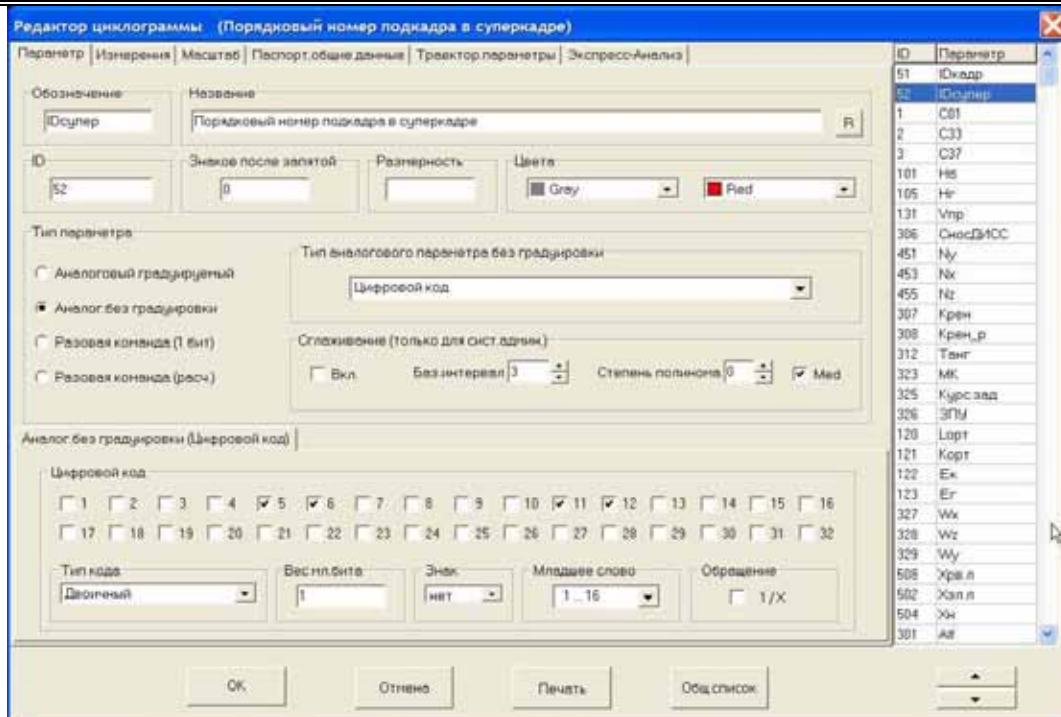 Редактор циклограммы (Порядковый номер подкадра в суперкадре)
Параметр Измерения Масштаб Паспорт,общие данные Траектор.параметры Экспресс-Анализ
Обозначение Название
IDсупер Порядковый номер подкадра в суперкадре R
ID Знаков после запятой Размерность Цвета
52 0 Gray Red
Тип параметра
Тип аналогового параметра без градуировки
Аналоговый градуируемый
Цифровой код
Аналог.без градуировки
Разовая команда (1 бит)
Сглаживание (только для сист.админ.)
Разовая команда (расч.)
Вкл. Баз.интервал 3 Степень полинома 0 Med
Аналог.без градуировки (Цифровой код)
Цифровой код
1 2 3 4 5 6 7 8 9 10 11 12 13 14 15 16
17 18 19 20 21 22 23 24 25 26 27 28 29 30 31 32
Тип кода Вес мл.бита Знак Младшее слово Обращение
Двоичный 1 нет 1 .. 16 1/X
OK Отмена Печать Общ.список
ID Параметр
51 IDкадр
52 IDсупер
1 C01
2 C33
3 C37
101 Нб
105 Нг
131 Vпр
306 СносДИСС
451 Ny
453 Nx
455 Nz
307 Крен
308 Крен_р
312 Танг
323 МК
325 Курс.зад
326 ЗПУ
120 Lорт
121 Kорт
122 Ек
123 Ег
327 Wx
328 Wz
329 Wy
508 Хрв.л
502 Хэл.л
504 Хн
301